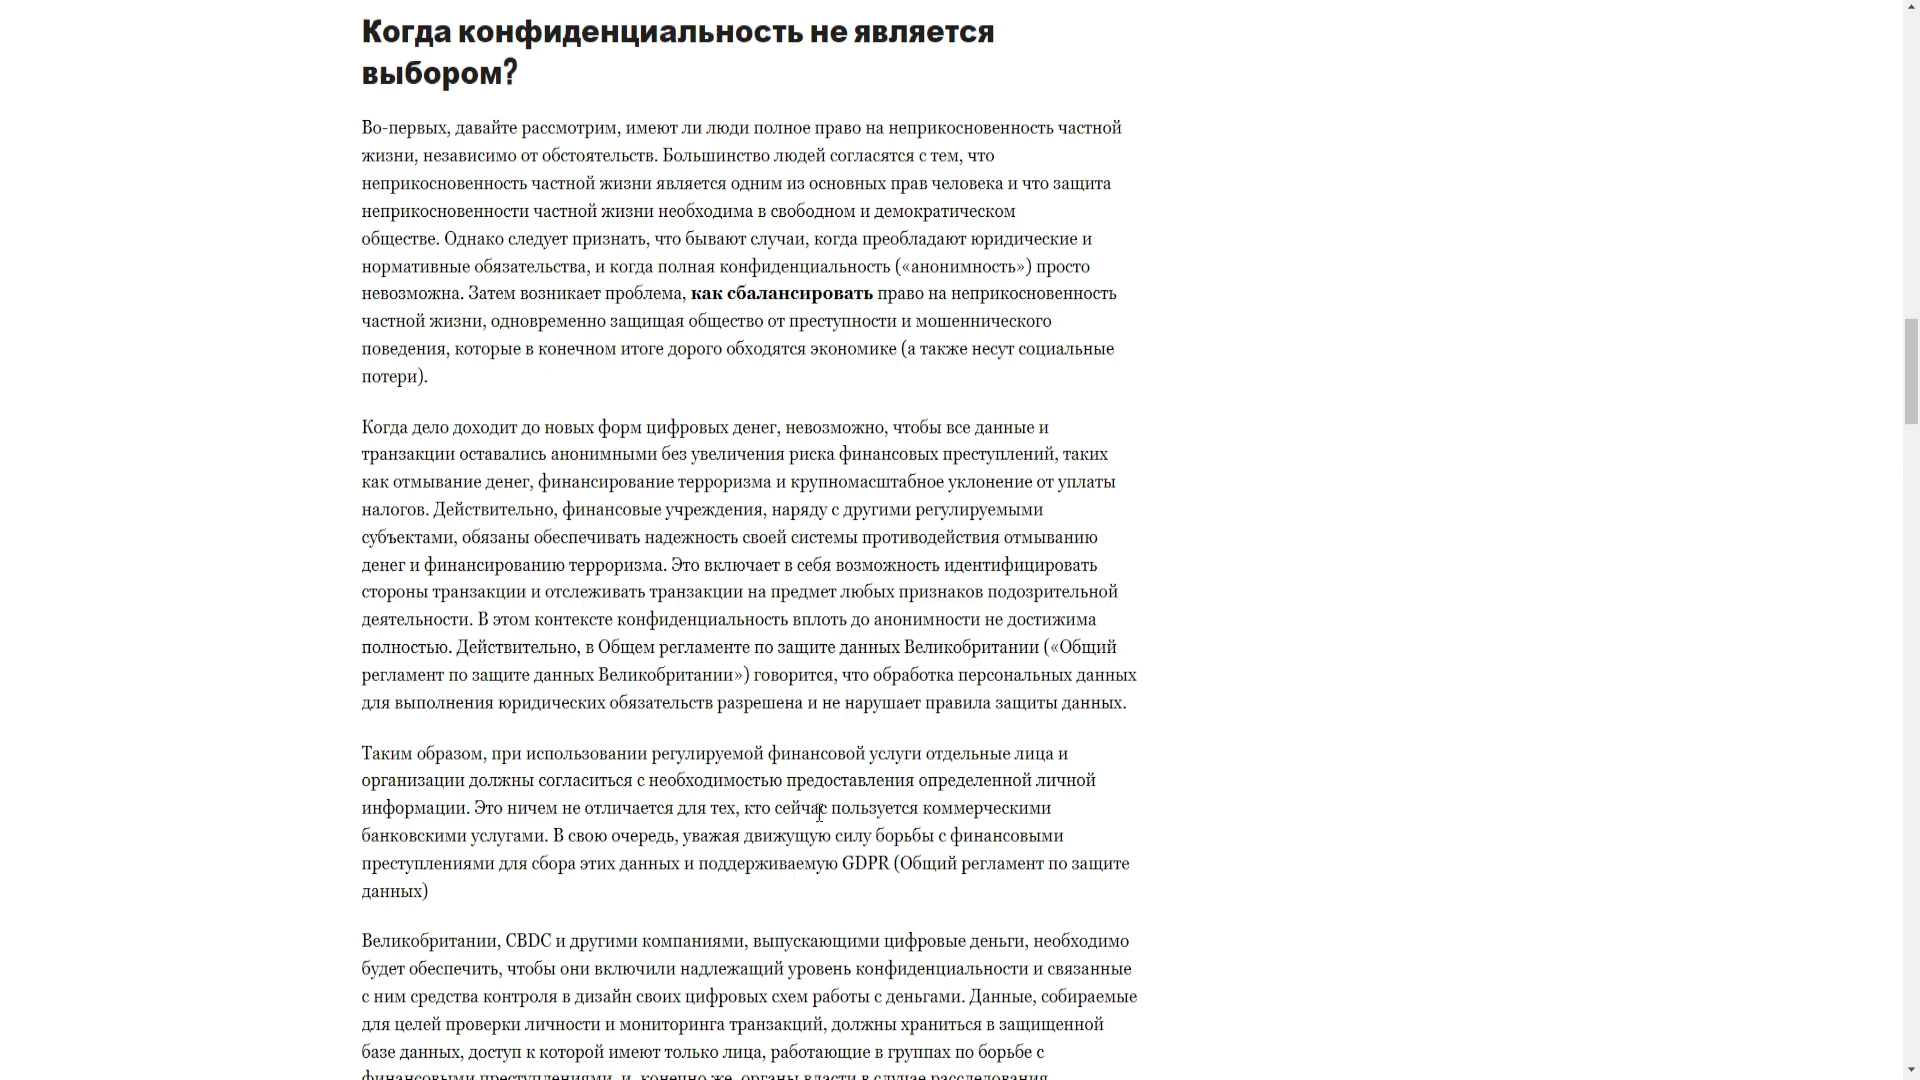 Когда конфиденциальность не является
выбором?
Во-первых, давайте рассмотрим, имеют ли люди полное право на неприкосновенность частной
жизни, независимо от обстоятельств. Большинство людей согласятся с тем, что
неприкосновенность частной жизни является одним из основных прав человека и что защита
неприкосновенности частной жизни необходима в свободном и демократическом
обществе. Однако следует признать, что бывают случаи, когда преобладают юридические и
нормативные обязательства, и когда полная конфиденциальность («анонимность») просто
невозможна. Затем возникает проблема, как сбалансировать право на неприкосновенность
частной жизни, одновременно защищая общество от преступности и мошеннического
поведения, которые в конечном итоге дорого обходятся экономике (а также несут социальные
потери).
Когда дело доходит до новых форм цифровых денег, невозможно, чтобы все данные и
транзакции оставались анонимными без увеличения риска финансовых преступлений, таких
как отмывание денег, финансирование терроризма и крупномасштабное уклонение от уплаты
налогов. Действительно, финансовые учреждения, наряду с другими регулируемыми
субъектами, обязаны обеспечивать надежность своей системы противодействия отмыванию
денег и финансированию терроризма. Это включает в себя возможность идентифицировать
стороны транзакции и отслеживать транзакции на предмет любых признаков подозрительной
деятельности. В этом контексте конфиденциальность вплоть до анонимности не достижима
полностью. Действительно, в Общем регламенте по защите данных Великобритании («Общий
регламент по защите данных Великобритании») говорится, что обработка персональных данных
для выполнения юридических обязательств разрешена и не нарушает правила защиты данных.
Таким образом, при использовании регулируемой финансовой услуги отдельные лица и
организации должны согласиться с необходимостью предоставления определенной личной
информации. Это ничем не отличается для тех, кто сейчас пользуется коммерческими
банковскими услугами. В свою очередь, уважая движущую силу борьбы с финансовыми
преступлениями для сбора этих данных и поддерживаемую GDPR (Общий регламент по защите
данных)
Великобритании, CBDC и другими компаниями, выпускающими цифровые деньги, необходимо
будет обеспечить, чтобы они включили надлежащий уровень конфиденциальности и связанные
с ним средства контроля в дизайн своих цифровых схем работы с деньгами. Данные, собираемые
для целей проверки личности и мониторинга транзакций, должны храниться в защищенной
базе данных, доступ к которой имеют только лица, работающие в группах по борьбе с
финансовыми преступлениями, и, конечно же, органы власти в случае расследования